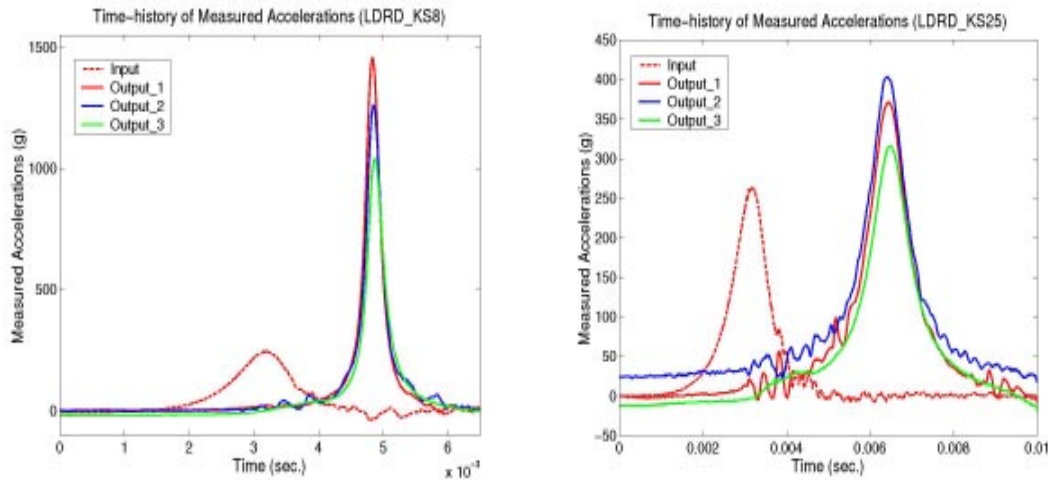 Time-history of Measured Accelerations (LDRD_KS8)
Measured Accelerations (g)
1500
1000
500
0
Input
Output_1
Output_2
Output_3
0
1
2
3
4
5
6
Time (sec.)
x 10⁻³
Time-history of Measured Accelerations (LDRD_KS25)
Measured Accelerations (g)
450
400
350
300
250
200
150
100
50
0
-50
Input
Output_1
Output_2
Output_3
0
0.002
0.004
0.006
0.008
0.01
Time (sec.)